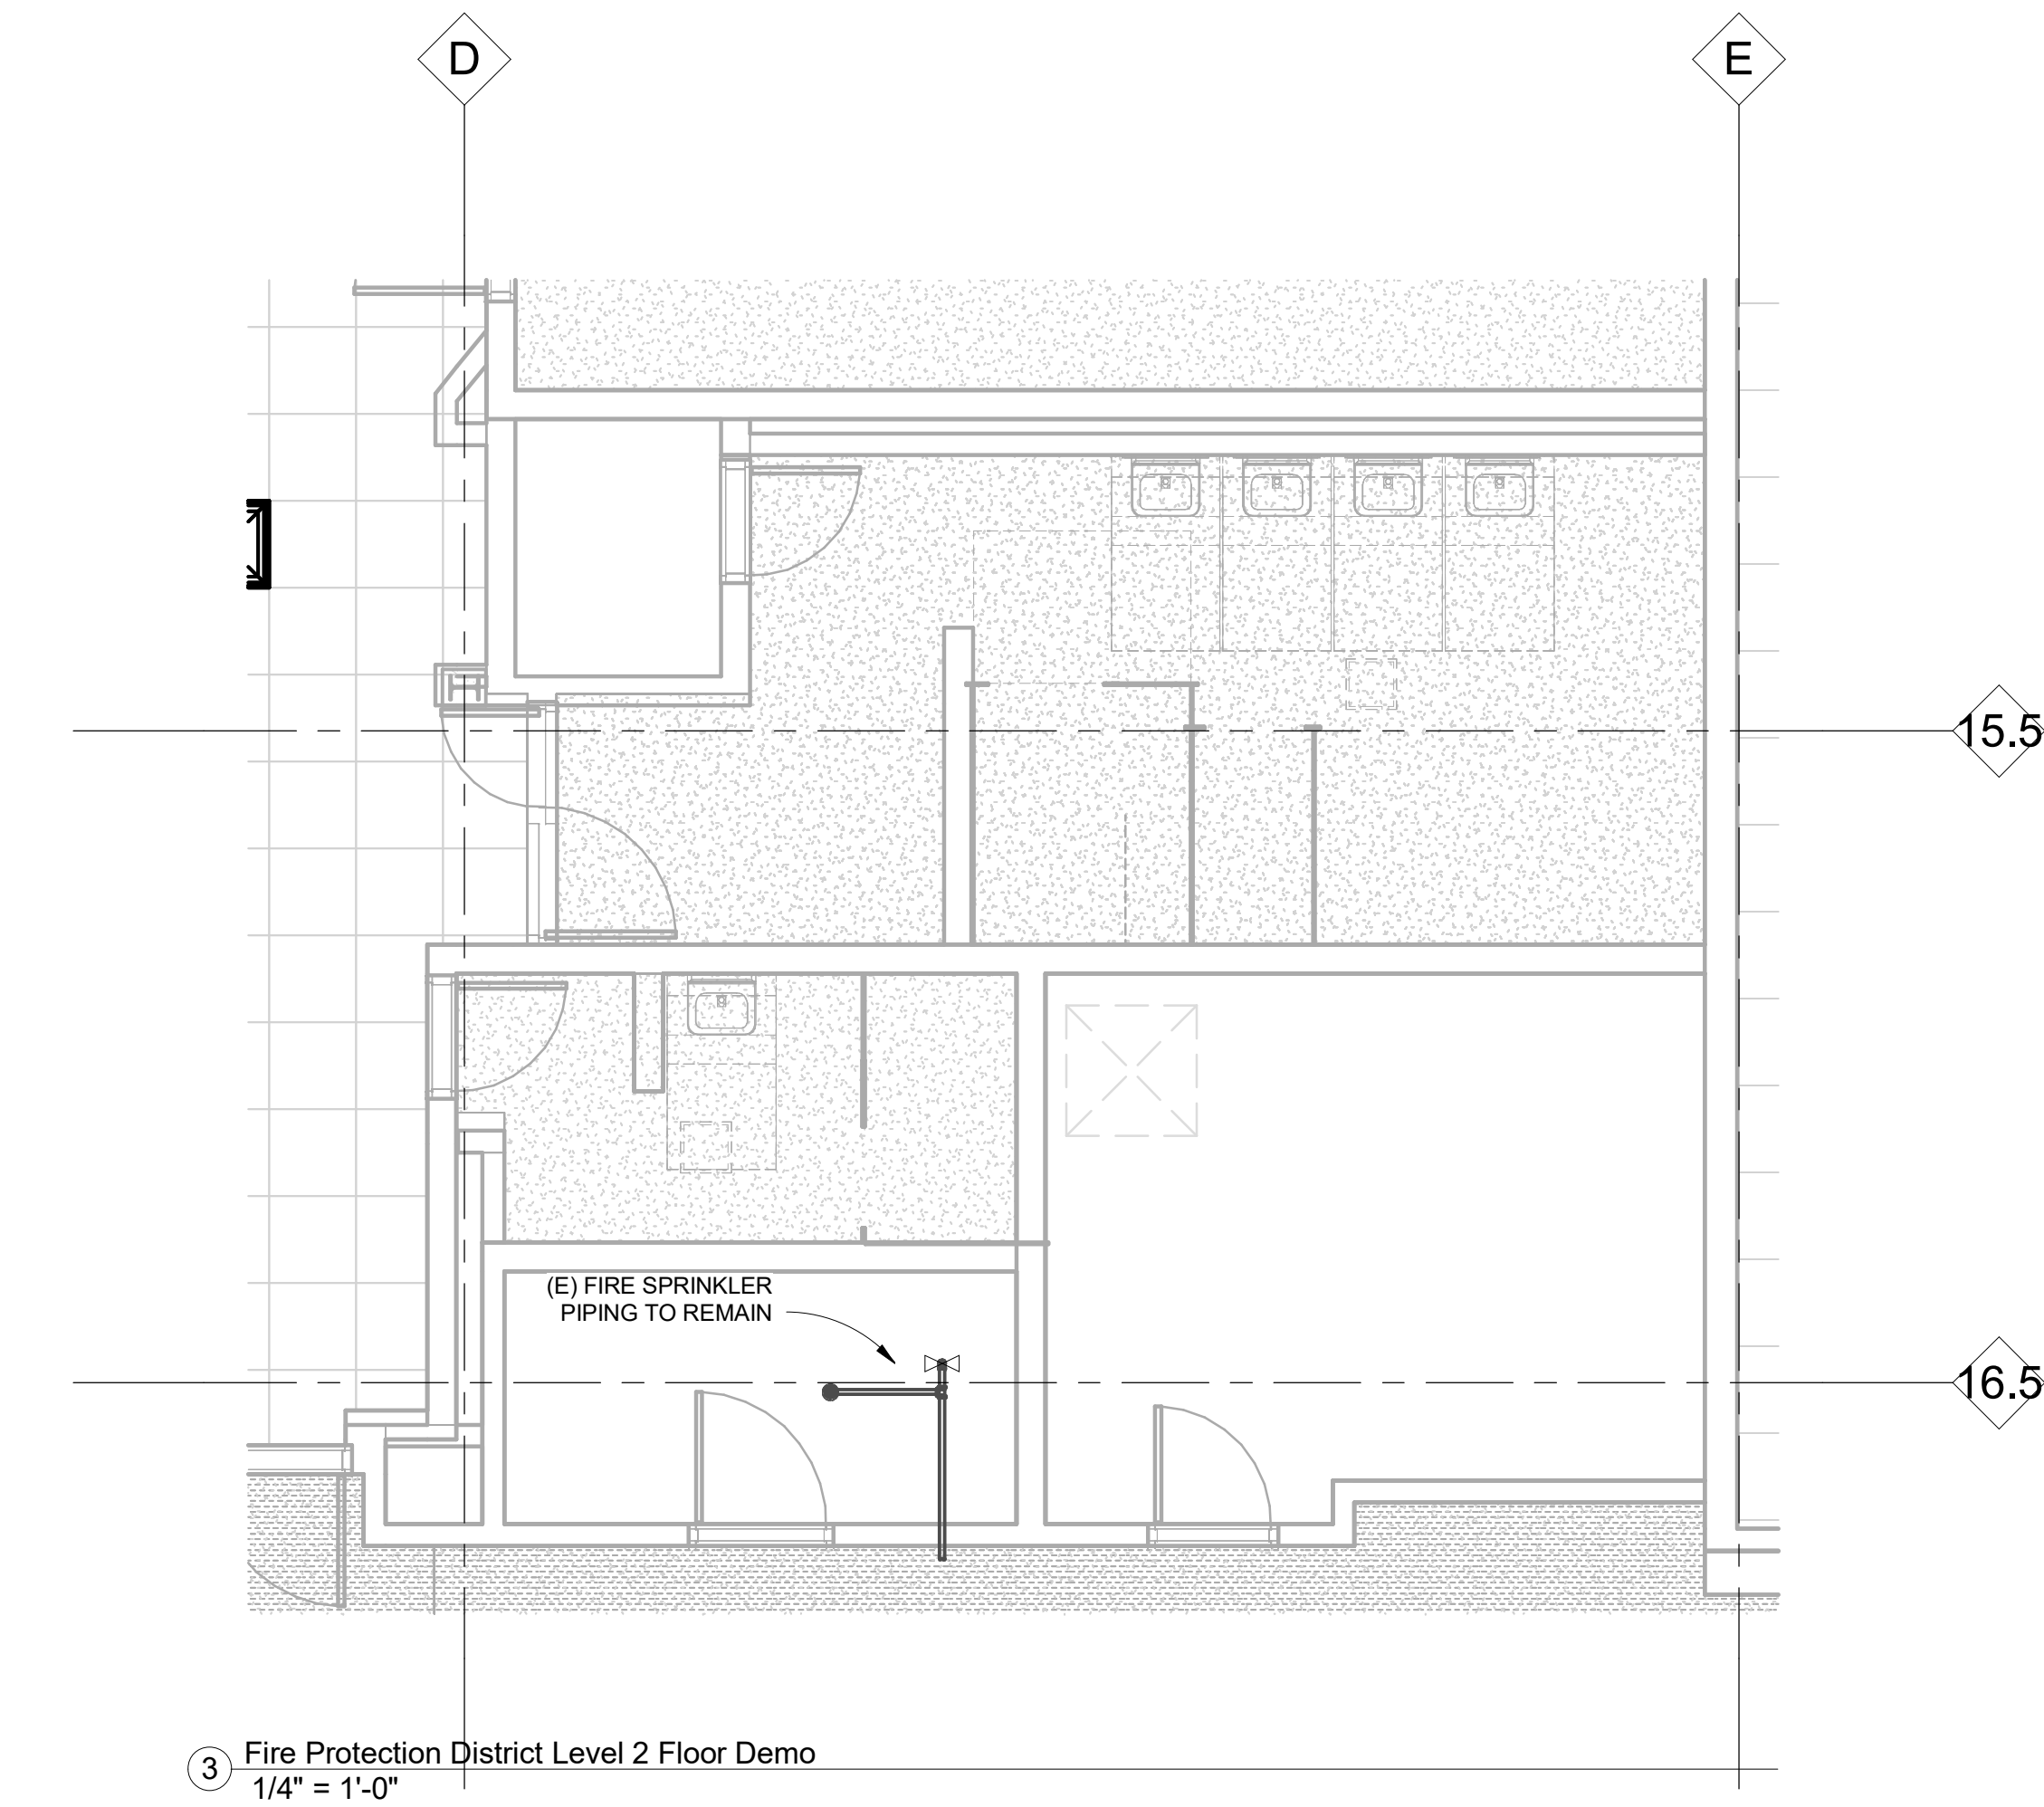 D
E
15.5
(E) FIRE SPRINKLER
PIPING TO REMAIN
16.5
3
Fire Protection District Level 2 Floor Demo
1/4" = 1'-0"